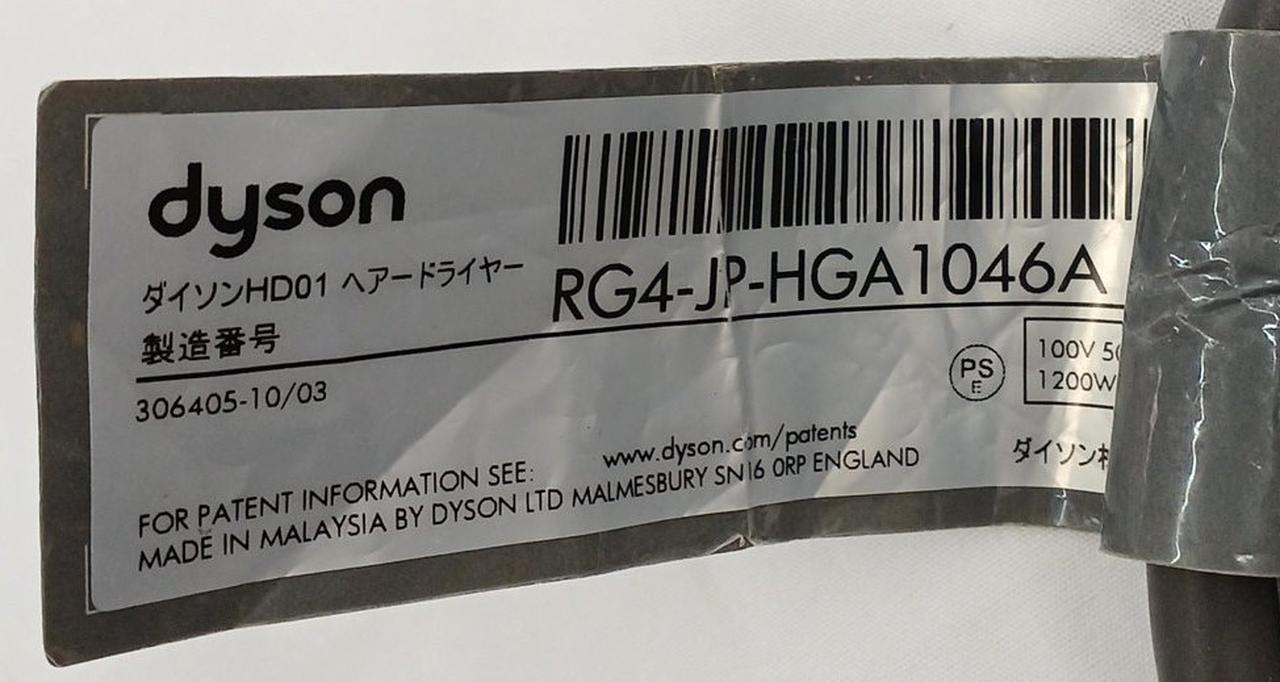 dyson
ダイソンHD01 ヘアードライヤー
製造番号
RG4-JP-HGA1046A
306405-10/03
PS
E
100V
1200W
FOR PATENT INFORMATION SEE: www.dyson.com/patents
MADE IN MALAYSIA BY DYSON LTD MALMESBURY SN16 0RP ENGLAND
ダイソン